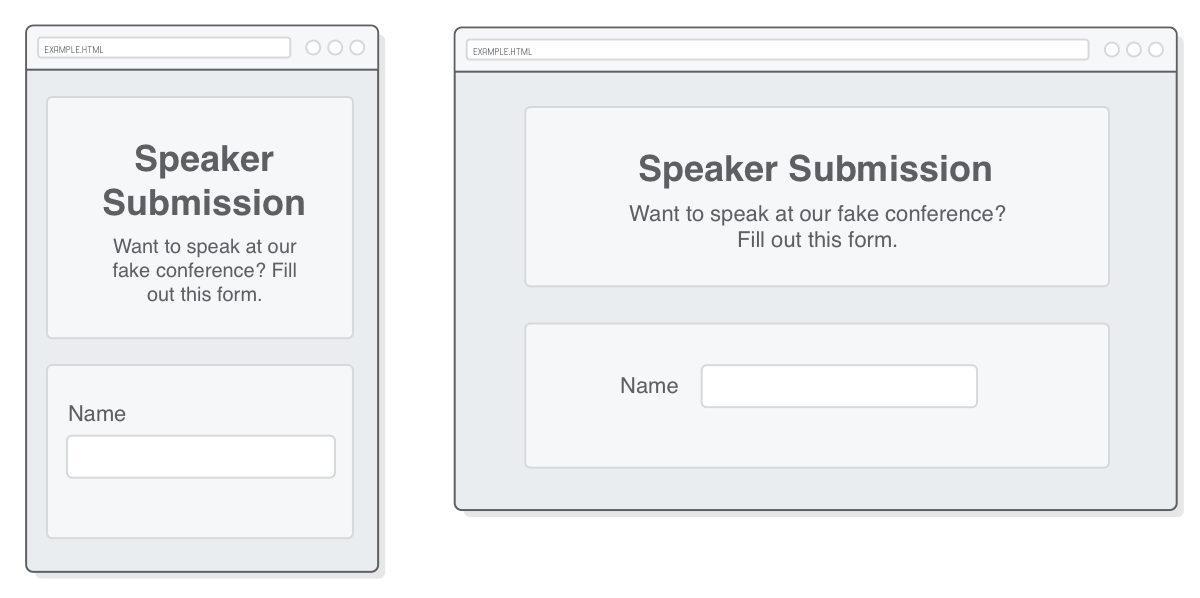 EXAMPLE.HTML
Speaker
Submission
Want to speak at our
fake conference? Fill
out this form.
Name
EXAMPLE.HTML
Speaker Submission
Want to speak at our fake conference?
Fill out this form.
Name